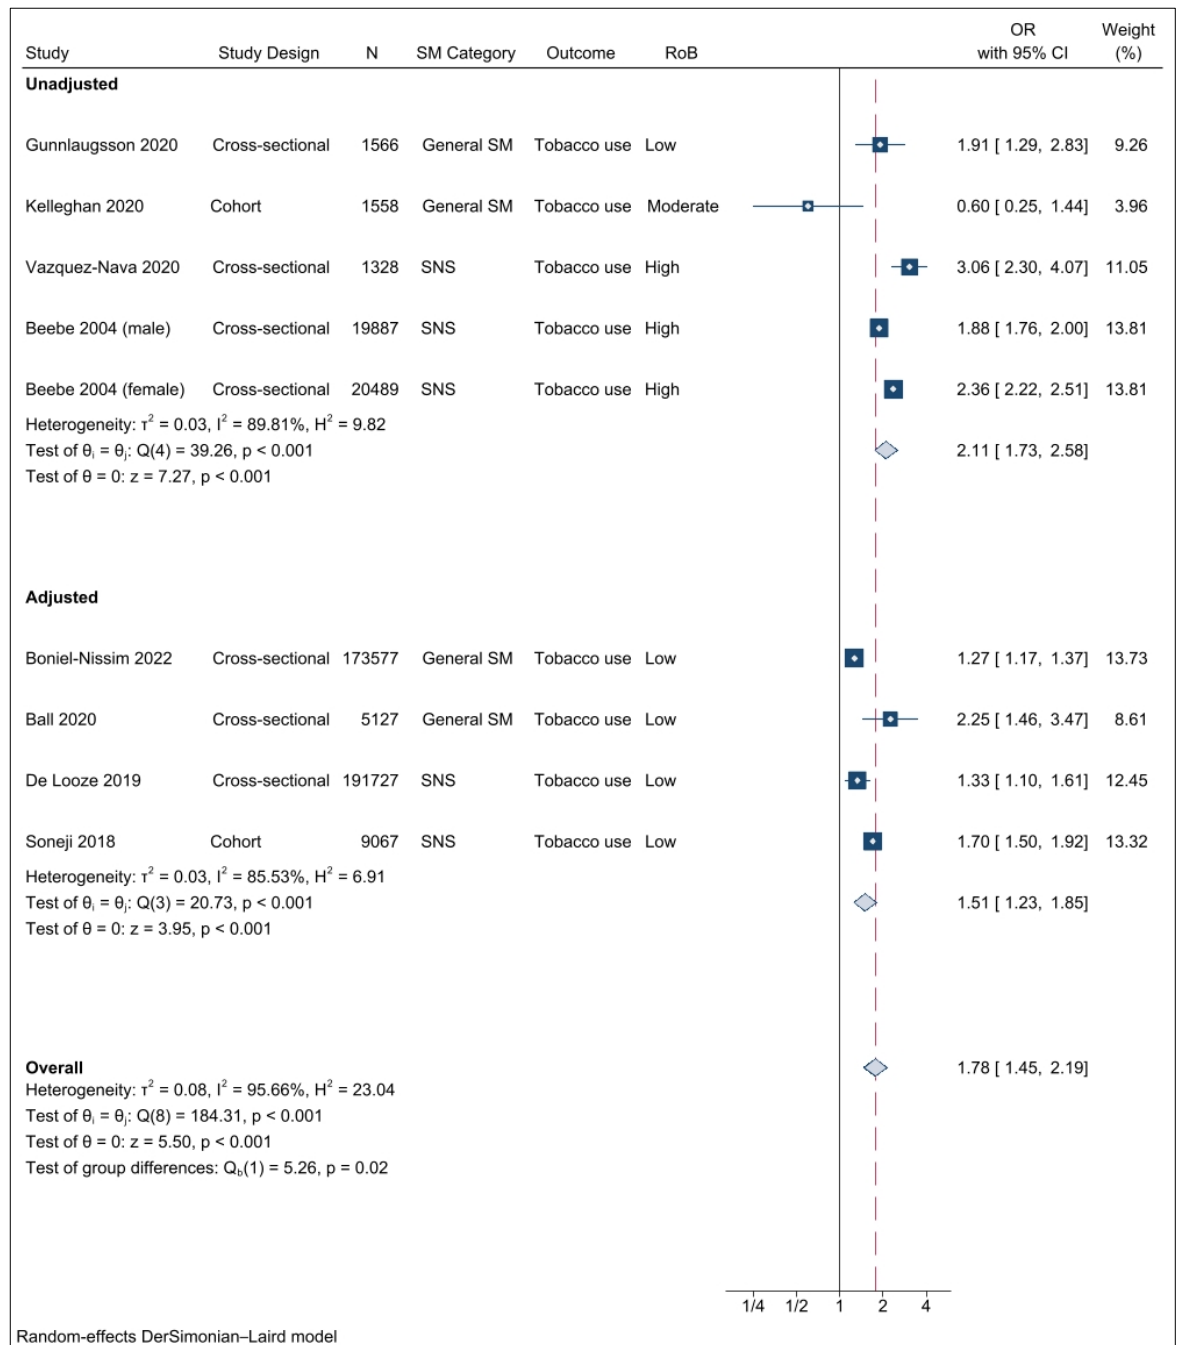 Study Study Design N SM Category Outcome RoB OR with 95% CI Weight (%)
Unadjusted
Gunnlaugsson 2020 Cross-sectional 1566 General SM Tobacco use Low 1.91 [ 1.29, 2.83] 9.26
Kelleghan 2020 Cohort 1558 General SM Tobacco use Moderate 0.60 [ 0.25, 1.44] 3.96
Vazquez-Nava 2020 Cross-sectional 1328 SNS Tobacco use High 3.06 [ 2.30, 4.07] 11.05
Beebe 2004 (male) Cross-sectional 19887 SNS Tobacco use High 1.88 [ 1.76, 2.00] 13.81
Beebe 2004 (female) Cross-sectional 20489 SNS Tobacco use High 2.36 [ 2.22, 2.51] 13.81
Heterogeneity: τ² = 0.03, I² = 89.81%, H² = 9.82
Test of θᵢ = θⱼ: Q(4) = 39.26, p < 0.001 2.11 [ 1.73, 2.58]
Test of θ = 0: z = 7.27, p < 0.001
Adjusted
Boniel-Nissim 2022 Cross-sectional 173577 General SM Tobacco use Low 1.27 [ 1.17, 1.37] 13.73
Ball 2020 Cross-sectional 5127 General SM Tobacco use Low 2.25 [ 1.46, 3.47] 8.61
De Looze 2019 Cross-sectional 191727 SNS Tobacco use Low 1.33 [ 1.10, 1.61] 12.45
Soneji 2018 Cohort 9067 SNS Tobacco use Low 1.70 [ 1.50, 1.92] 13.32
Heterogeneity: τ² = 0.03, I² = 85.53%, H² = 6.91
Test of θᵢ = θⱼ: Q(3) = 20.73, p < 0.001 1.51 [ 1.23, 1.85]
Test of θ = 0: z = 3.95, p < 0.001
Overall 1.78 [ 1.45, 2.19]
Heterogeneity: τ² = 0.08, I² = 95.66%, H² = 23.04
Test of θᵢ = θⱼ: Q(8) = 184.31, p < 0.001
Test of θ = 0: z = 5.50, p < 0.001
Test of group differences: Q_b(1) = 5.26, p = 0.02
1/4 1/2 1 2 4
Random-effects DerSimonian–Laird model